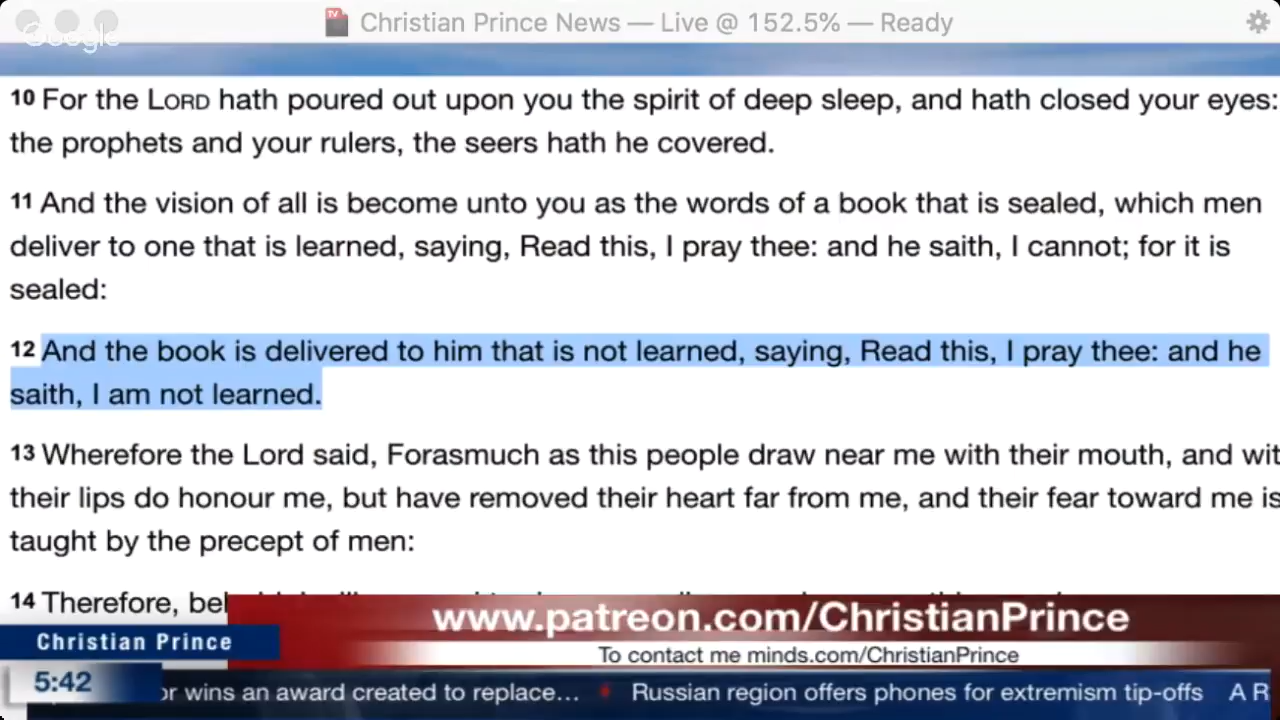 Christian Prince News — Live @ 152.5% — Ready
Google
10 For the LORD hath poured out upon you the spirit of deep sleep, and hath closed your eyes:
the prophets and your rulers, the seers hath he covered.
11 And the vision of all is become unto you as the words of a book that is sealed, which men
deliver to one that is learned, saying, Read this, I pray thee: and he saith, I cannot; for it is
sealed:
12 And the book is delivered to him that is not learned, saying, Read this, I pray thee: and he
saith, I am not learned.
13 Wherefore the Lord said, Forasmuch as this people draw near me with their mouth, and wit
their lips do honour me, but have removed their heart far from me, and their fear toward me is
taught by the precept of men:
14 Therefore, bel
www.patreon.com/ChristianPrince
Christian Prince
To contact me minds.com/ChristianPrince
5:42
or wins an award created to replace... Russian region offers phones for extremism tip-offs A R